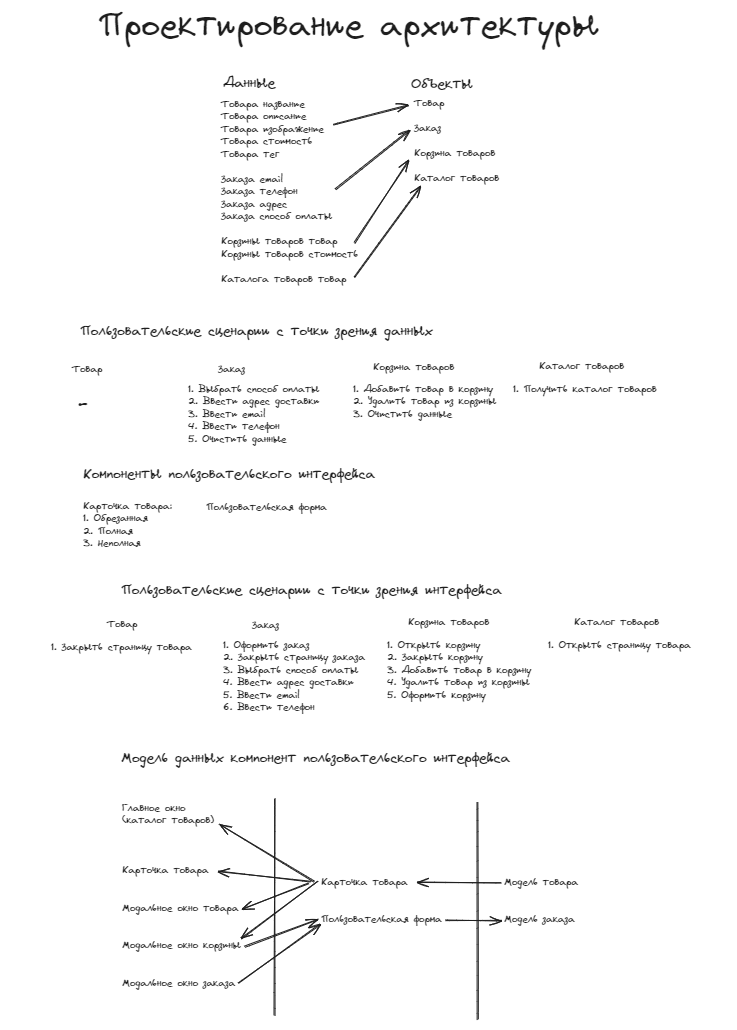 Проектирование архитектуры
Данные
Товара название
Товара описание
Товара изображение
Товара стоимость
Товара тег
Заказа email
Заказа телефон
Заказа адрес
Заказа способ оплаты
Корзины товаров товар
Корзины товаров стоимость
Каталога товаров товар
Объекты
Товар
Заказ
Корзина товаров
Каталог товаров
Пользовательские сценарии с точки зрения данных
Товар
-
Заказ
1. Выбрать способ оплаты
2. Ввести адрес доставки
3. Ввести email
4. Ввести телефон
5. Очистить данные
Корзина товаров
1. Добавить товар в корзину
2. Удалить товар из корзины
3. Очистить данные
Каталог товаров
1. Получить каталог товаров
Компоненты пользовательского интерфейса
Карточка товара:
1. Обрезанная
2. Полная
3. Неполная
Пользовательская форма
Пользовательские сценарии с точки зрения интерфейса
Товар
1. Закрыть страницу товара
Заказ
1. Оформить заказ
2. Закрыть страницу заказа
3. Выбрать способ оплаты
4. Ввести адрес доставки
5. Ввести email
6. Ввести телефон
Корзина товаров
1. Открыть корзину
2. Закрыть корзину
3. Добавить товар в корзину
4. Удалить товар из корзины
5. Оформить корзину
Каталог товаров
1. Открыть страницу товара
Модель данных компонент пользовательского интерфейса
Главное окно
(каталог товаров)
Карточка товара
Модальное окно товара
Модальное окно корзины
Модальное окно заказа
Карточка товара
Пользовательская форма
Модель товара
Модель заказа